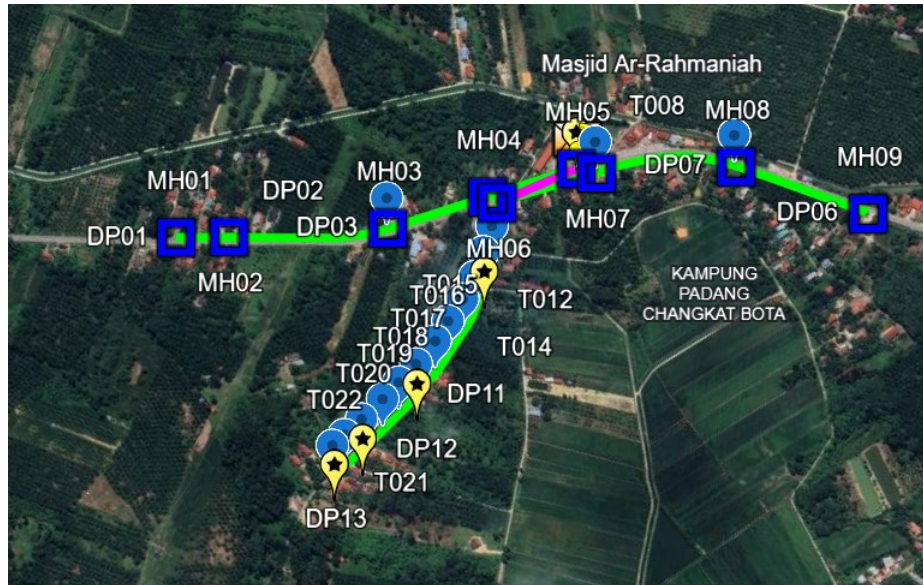 Masjid Ar-Rahmaniah
MH05
T008
MH08
MH04
MH03
DP07
MH09
MH01
DP02
DP03
DP01
MH07
DP06
MH02
MH06
T015
T012
T016
T017
T018
T014
T019
T020
T022
DP11
DP12
T021
DP13
KAMPUNG
PADANG
CHANGKAT BOTA